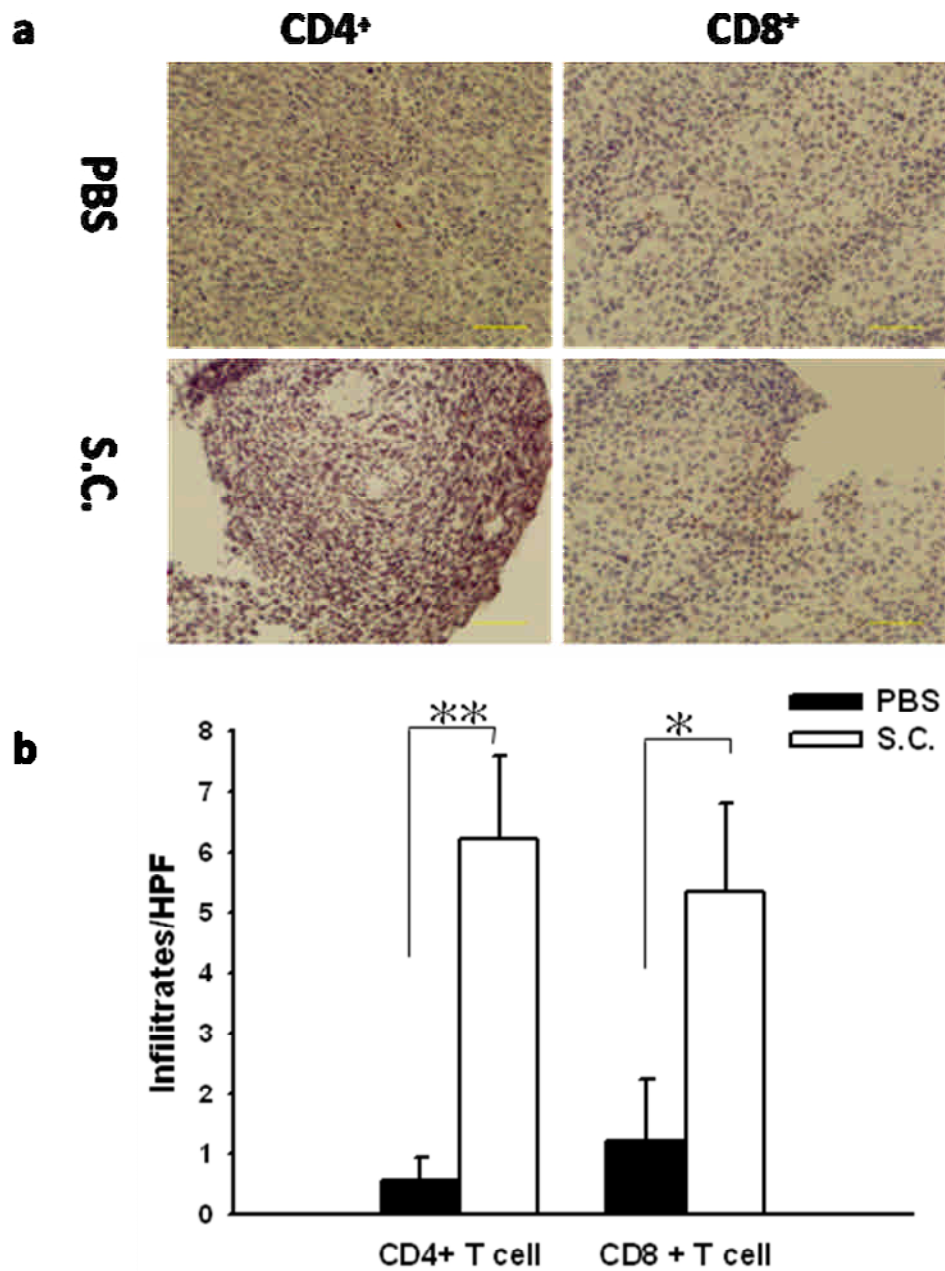 a
CD4⁺
CD8⁺
PBS
S.C.
b
PBS
S.C.
**
*
Infilitrates/HPF
8
7
6
5
4
3
2
1
0
CD4+ T cell
CD8 + T cell